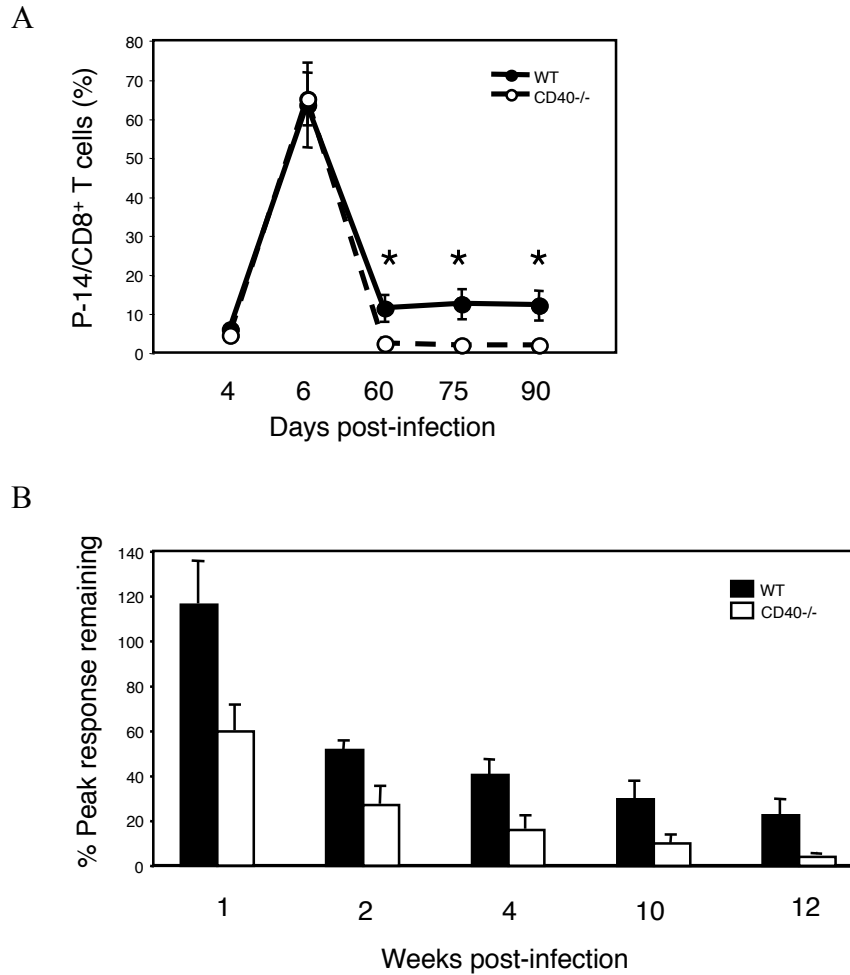 A
P-14/CD8+ T cells (%)
80
70
60
50
40
30
20
10
0
WT
CD40-/-
* * *
4 6 60 75 90
Days post-infection
B
% Peak response remaining
140
120
100
80
60
40
20
0
WT
CD40-/-
1 2 4 10 12
Weeks post-infection